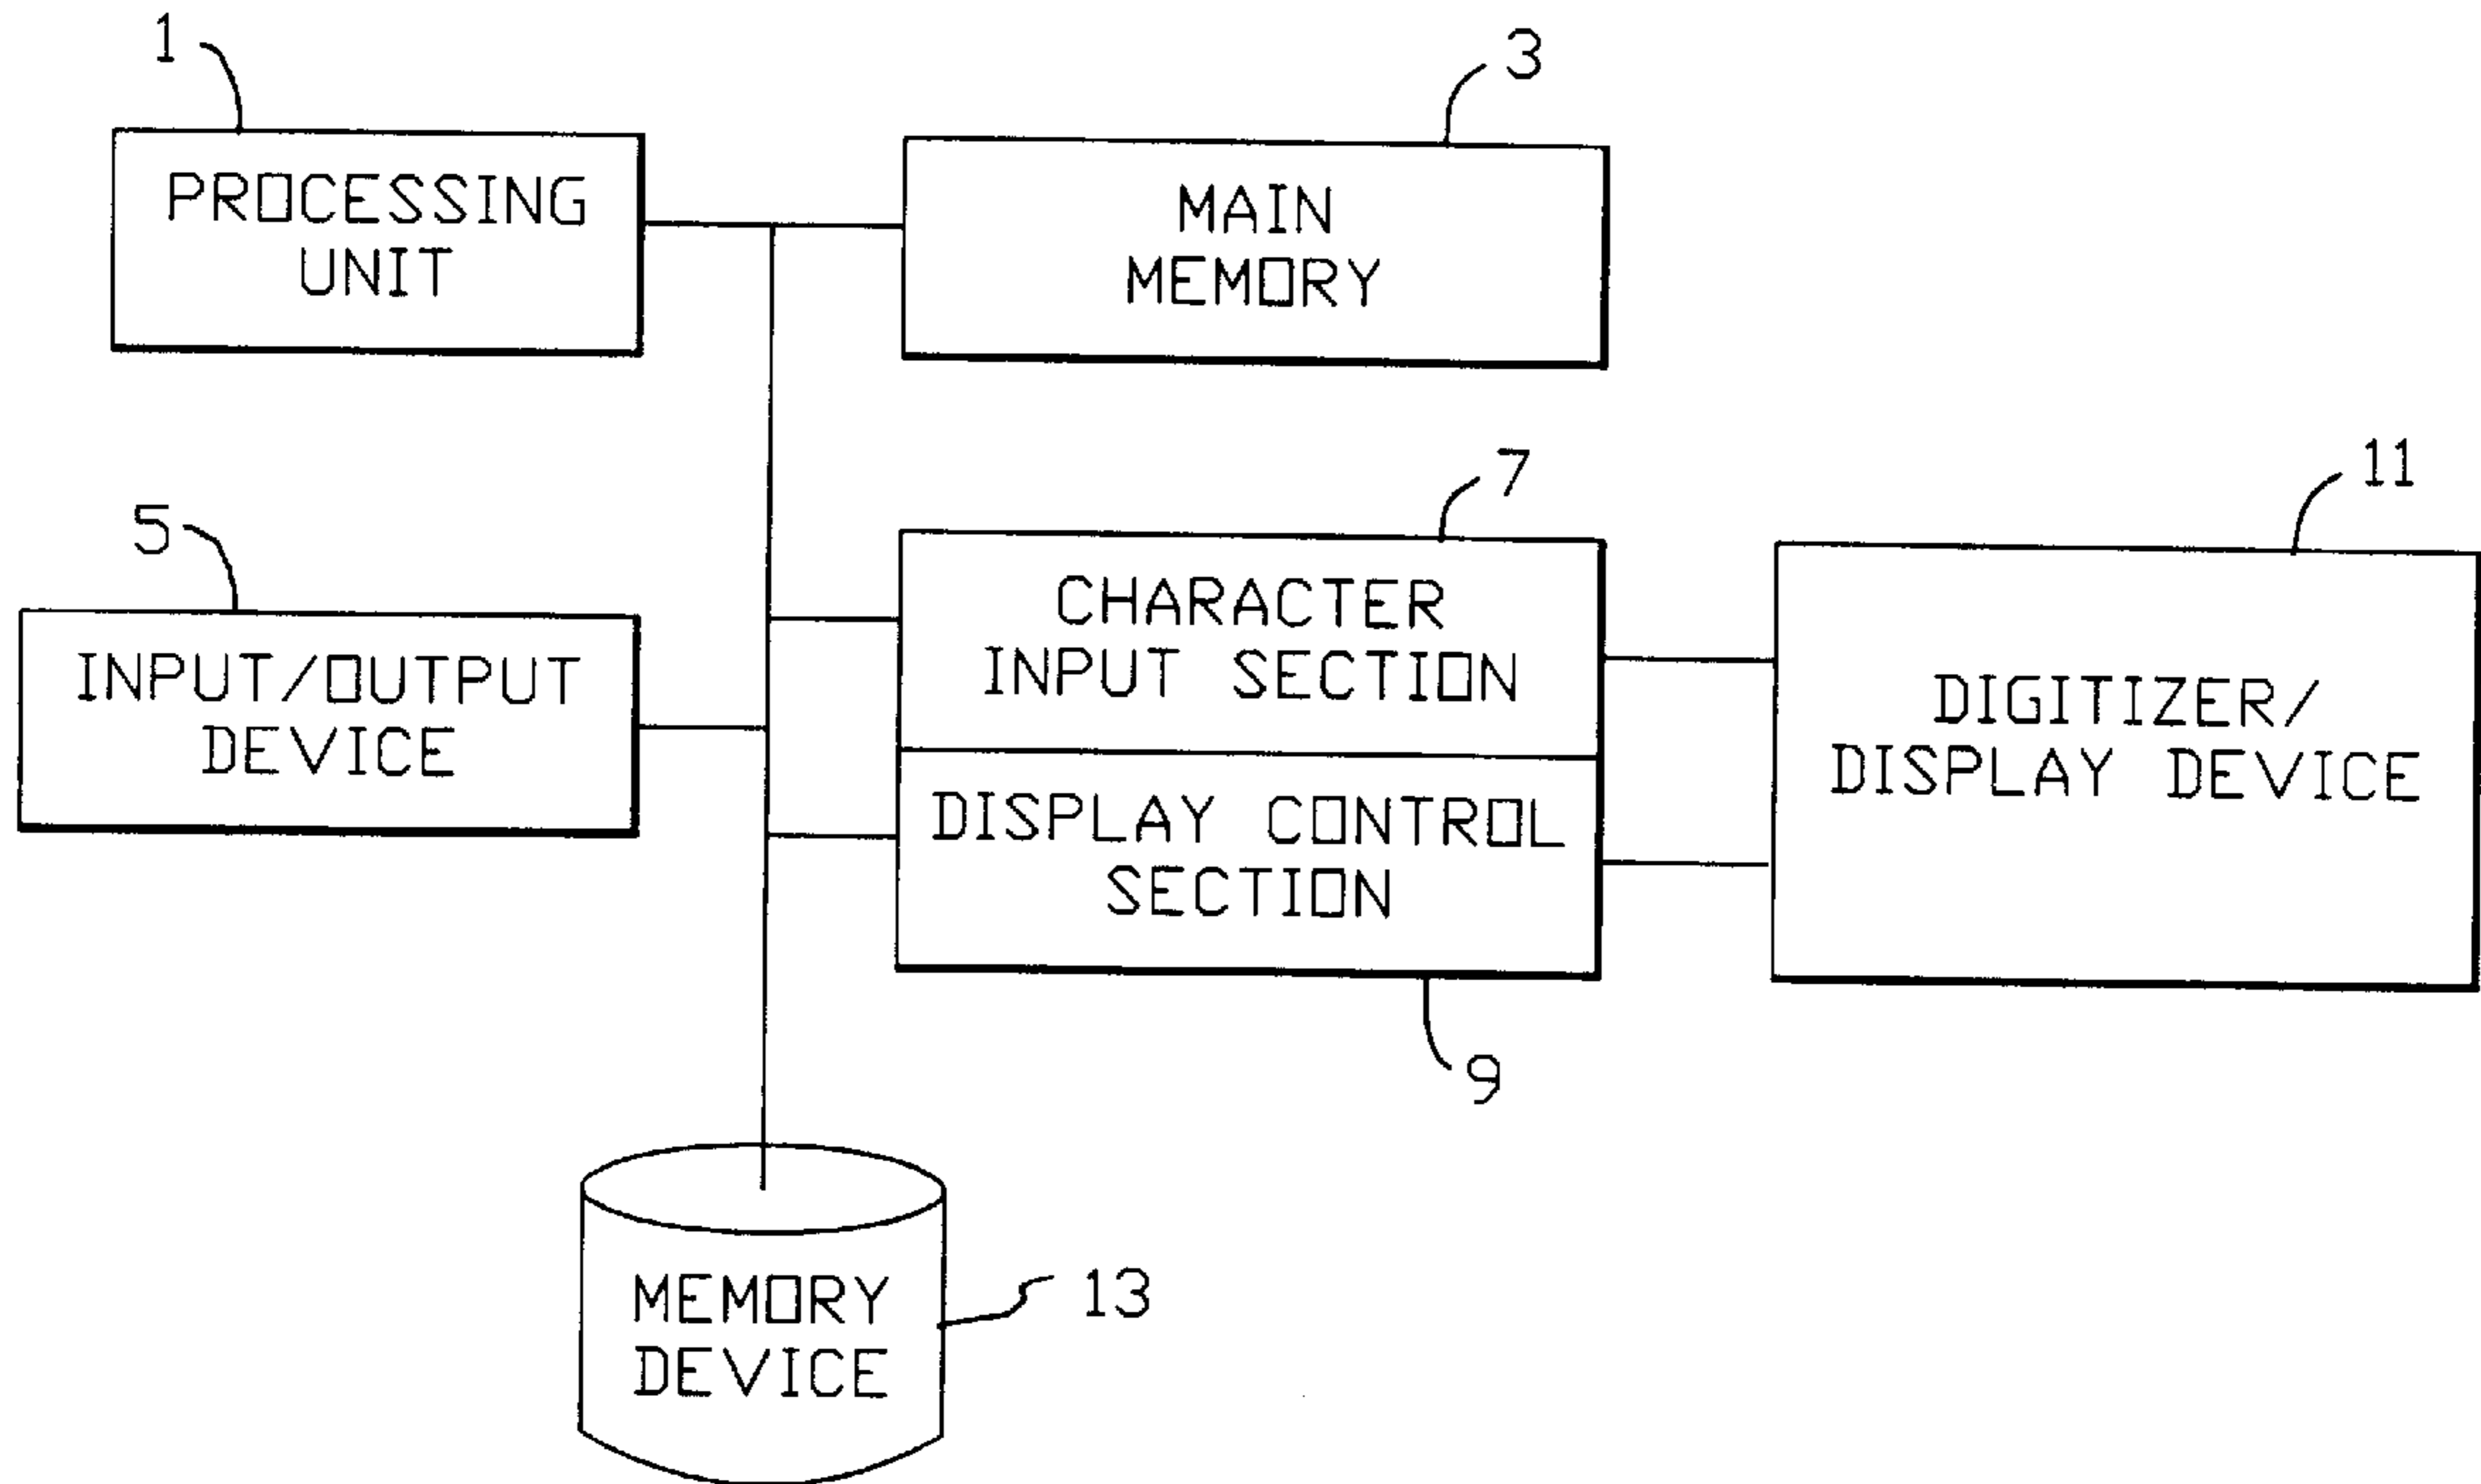 1
3
PROCESSING
UNIT
MAIN
MEMORY
5
7
11
INPUT/OUTPUT
DEVICE
CHARACTER
INPUT SECTION
DIGITIZER/
DISPLAY DEVICE
DISPLAY CONTROL
SECTION
9
MEMORY
DEVICE
13